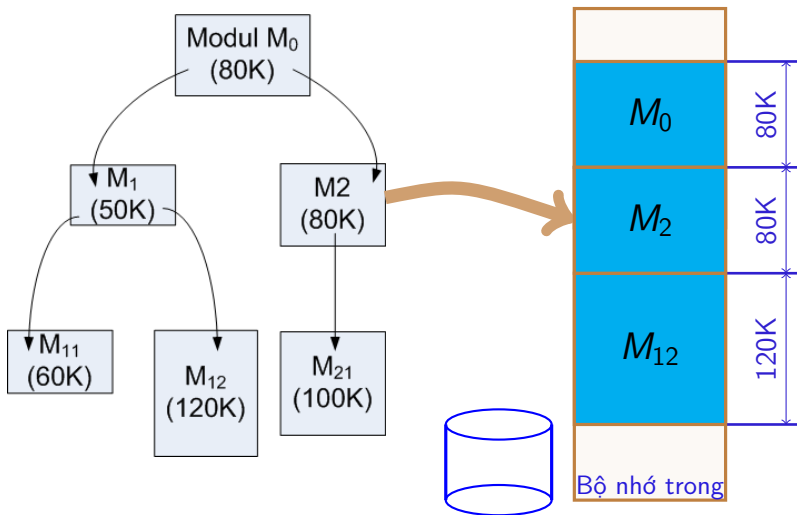 Modul M₀
(80K)
M₁
(50K)
M2
(80K)
M₁₁
(60K)
M₁₂
(120K)
M₂₁
(100K)
M₀
80K
M₂
80K
M₁₂
120K
Bộ nhớ trong